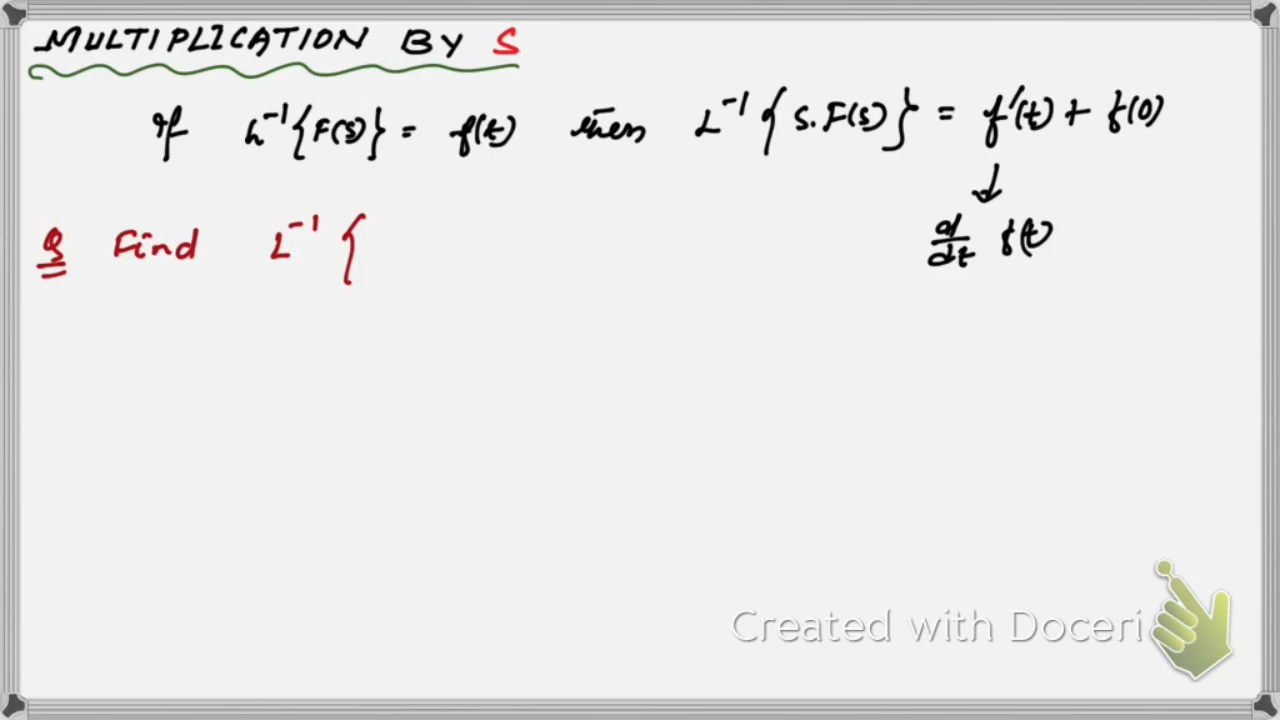 MULTIPLICATION BY S
If L⁻¹{F(s)} = f(t) then L⁻¹{s.F(s)} = f'(t) + f(0)
↓
d/dt f(t)
Q Find L⁻¹{
Created with Doceri